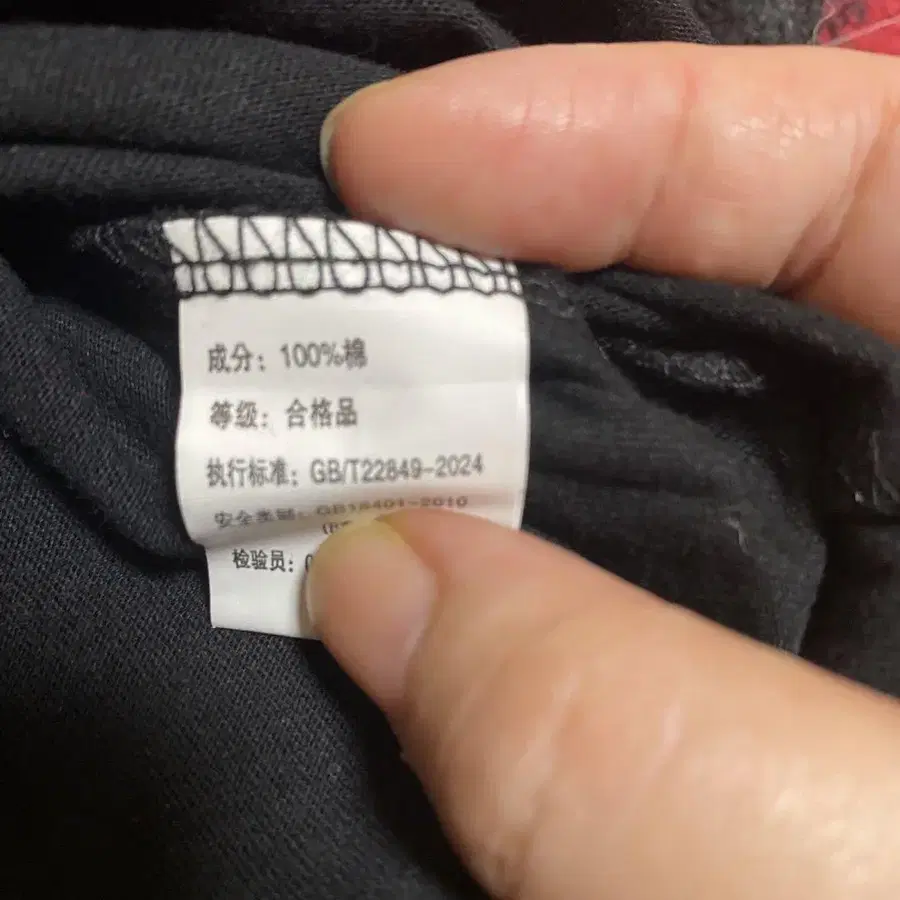 成分：100%棉
等级：合格品
执行标准：GB/T22849-2024
安全类别：GB18401-2010
(B
检验员：0